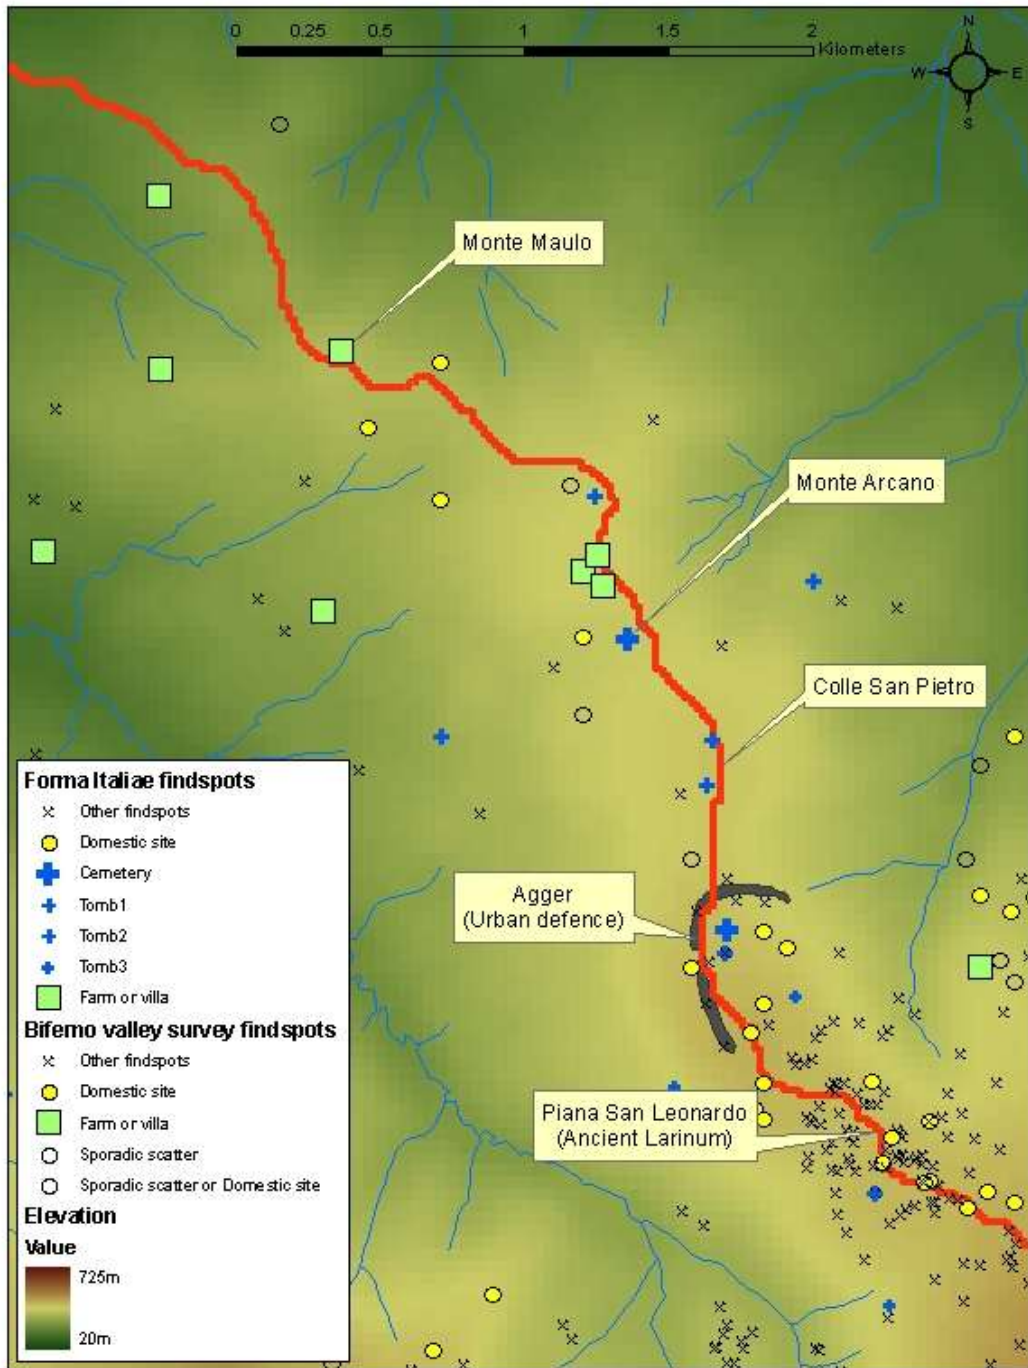 0 0.25 0.5 1 1.5 2
Kilometers
N
W E
S
Monte Maulo
Monte Arcano
Colle San Pietro
Agger
(Urban defence)
Piana San Leonardo
(Ancient Larinum)
Forma Italiae findspots
Other findspots
Domestic site
Cemetery
Tomb1
Tomb2
Tomb3
Farm or villa
Biferno valley survey findspots
Other findspots
Domestic site
Farm or villa
Sporadic scatter
Sporadic scatter or Domestic site
Elevation
Value
725m
20m